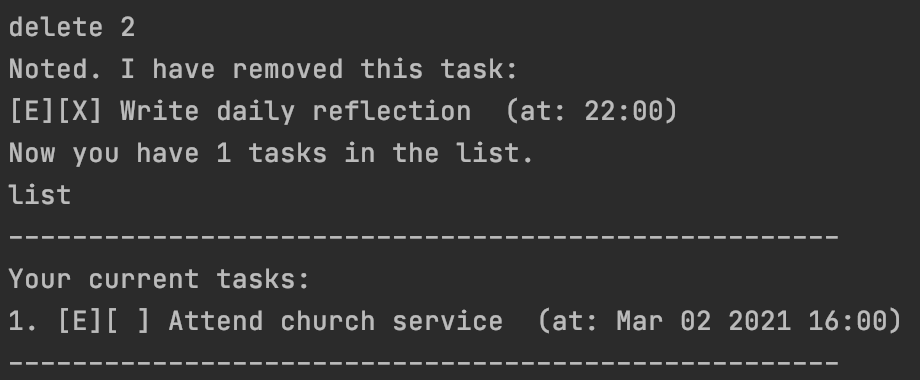 delete 2
Noted. I have removed this task:
[E][X] Write daily reflection  (at: 22:00)
Now you have 1 tasks in the list.
list
----------------------------------------------------
Your current tasks:
1. [E][ ] Attend church service  (at: Mar 02 2021 16:00)
----------------------------------------------------